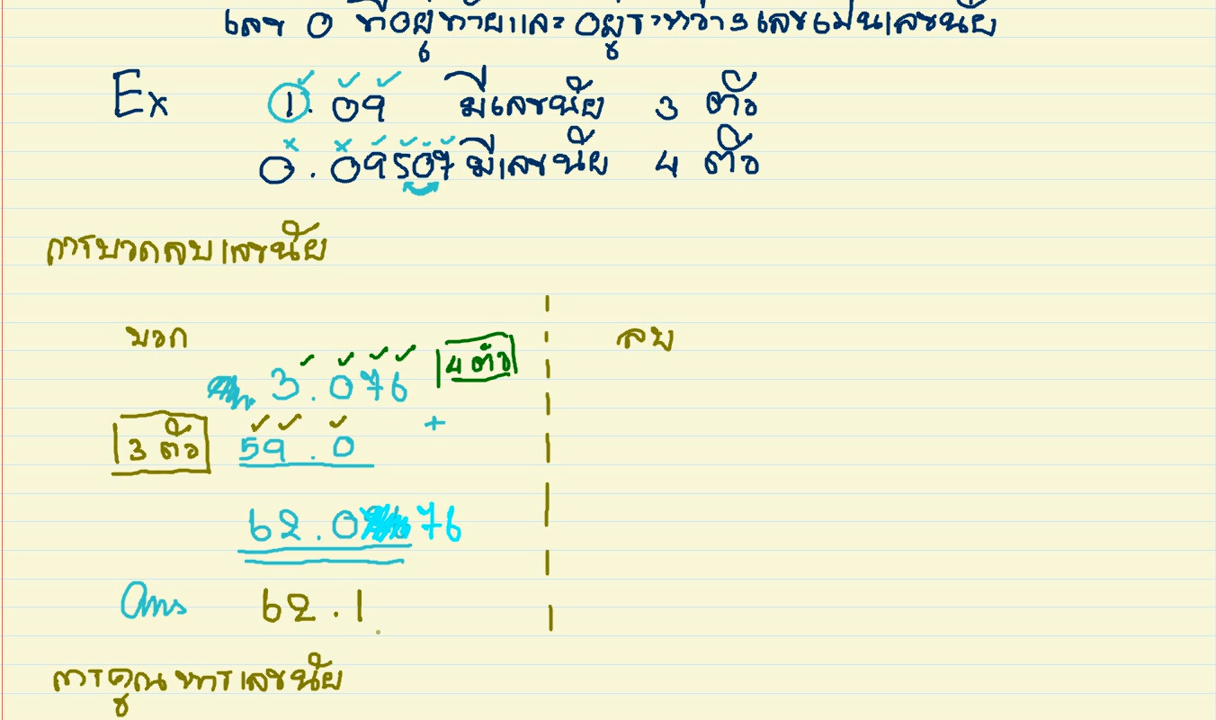 เลข 0 ที่อยู่ท้ายและอยู่ระหว่างเลขเป็นเลขนัย
Ex 1.09 มีเลขนัย 3 ตัว
0.09507 มีเลขนัย 4 ตัว
การบวกลบเลขนัย
บวก ลบ
3.076 4 ตัว
+
3 ตัว 59.0
62.076
Ans 62.1
การคูณหารเลขนัย